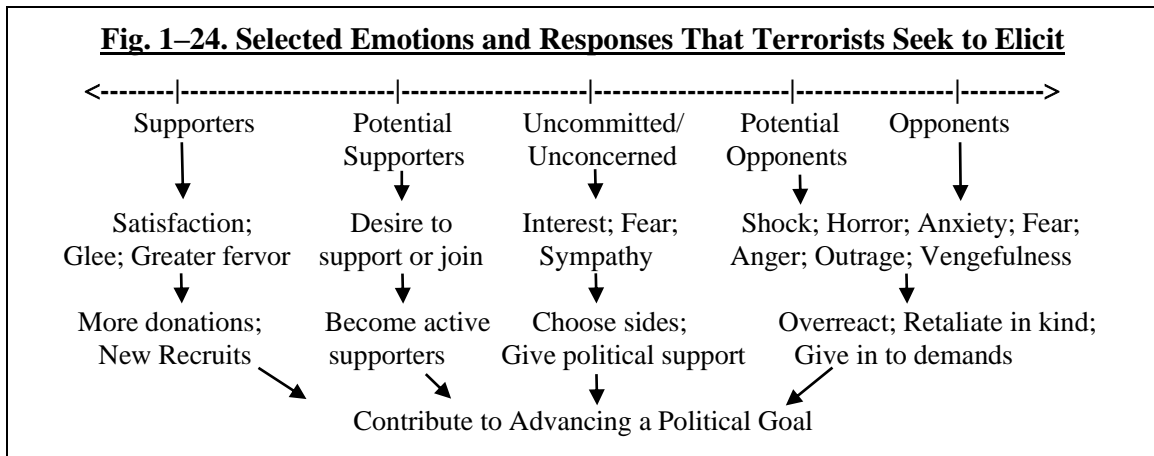 Fig. 1–24. Selected Emotions and Responses That Terrorists Seek to Elicit
<--------|-----------------------|--------------------|---------------------|-----------------|--------->
Supporters Potential Uncommitted/ Potential Opponents
Supporters Unconcerned Opponents
Satisfaction; Desire to Interest; Fear; Shock; Horror; Anxiety; Fear;
Glee; Greater fervor support or join Sympathy Anger; Outrage; Vengefulness
More donations; Become active Choose sides; Overreact; Retaliate in kind;
New Recruits supporters Give political support Give in to demands
Contribute to Advancing a Political Goal